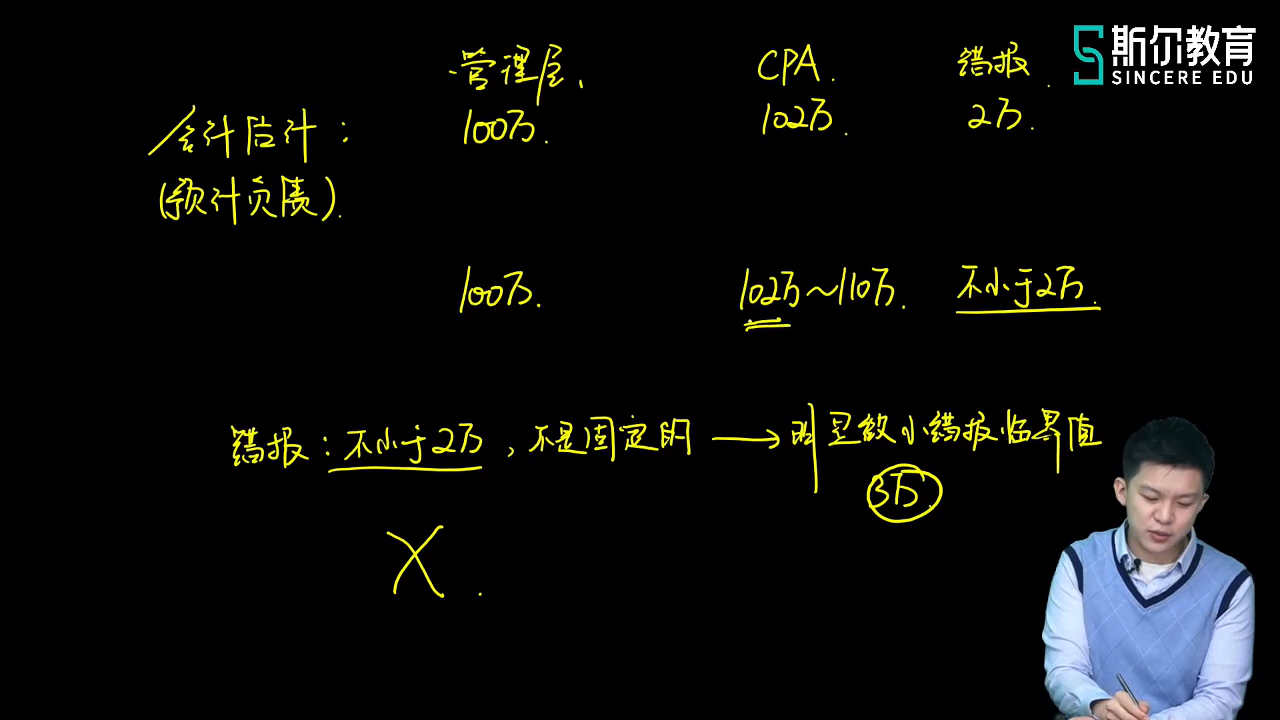 斯尔教育
SINCERE EDU
管理层 CPA 错报
会计估计: 100万 102万 2万
(预计负债)
100万 102万~110万 不小于2万
错报:不小于2万,不是固定的 → 明显微小错报临界值
3万
X